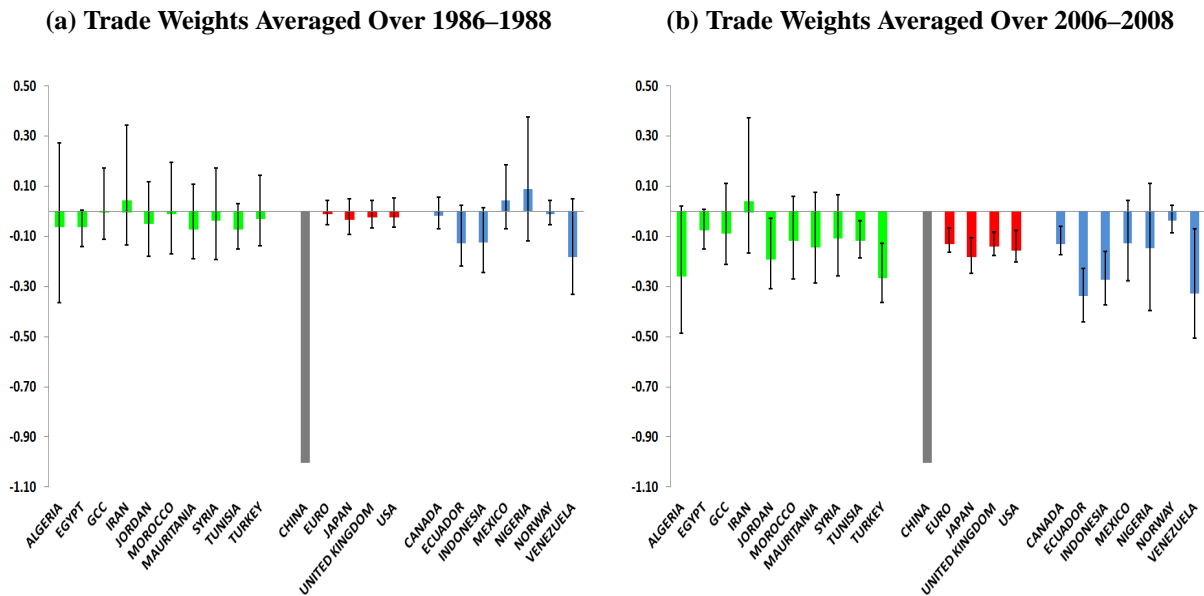 (a) Trade Weights Averaged Over 1986–1988
0.50
0.30
0.10
-0.10
-0.30
-0.50
-0.70
-0.90
-1.10
ALGERIA
EGYPT
GCC
IRAN
JORDAN
MOROCCO
MAURITANIA
SYRIA
TUNISIA
TURKEY
CHINA
EURO
JAPAN
UNITED KINGDOM
USA
CANADA
ECUADOR
INDONESIA
MEXICO
NIGERIA
NORWAY
VENEZUELA
(b) Trade Weights Averaged Over 2006–2008
0.50
0.30
0.10
-0.10
-0.30
-0.50
-0.70
-0.90
-1.10
ALGERIA
EGYPT
GCC
IRAN
JORDAN
MOROCCO
MAURITANIA
SYRIA
TUNISIA
TURKEY
CHINA
EURO
JAPAN
UNITED KINGDOM
USA
CANADA
ECUADOR
INDONESIA
MEXICO
NIGERIA
NORWAY
VENEZUELA